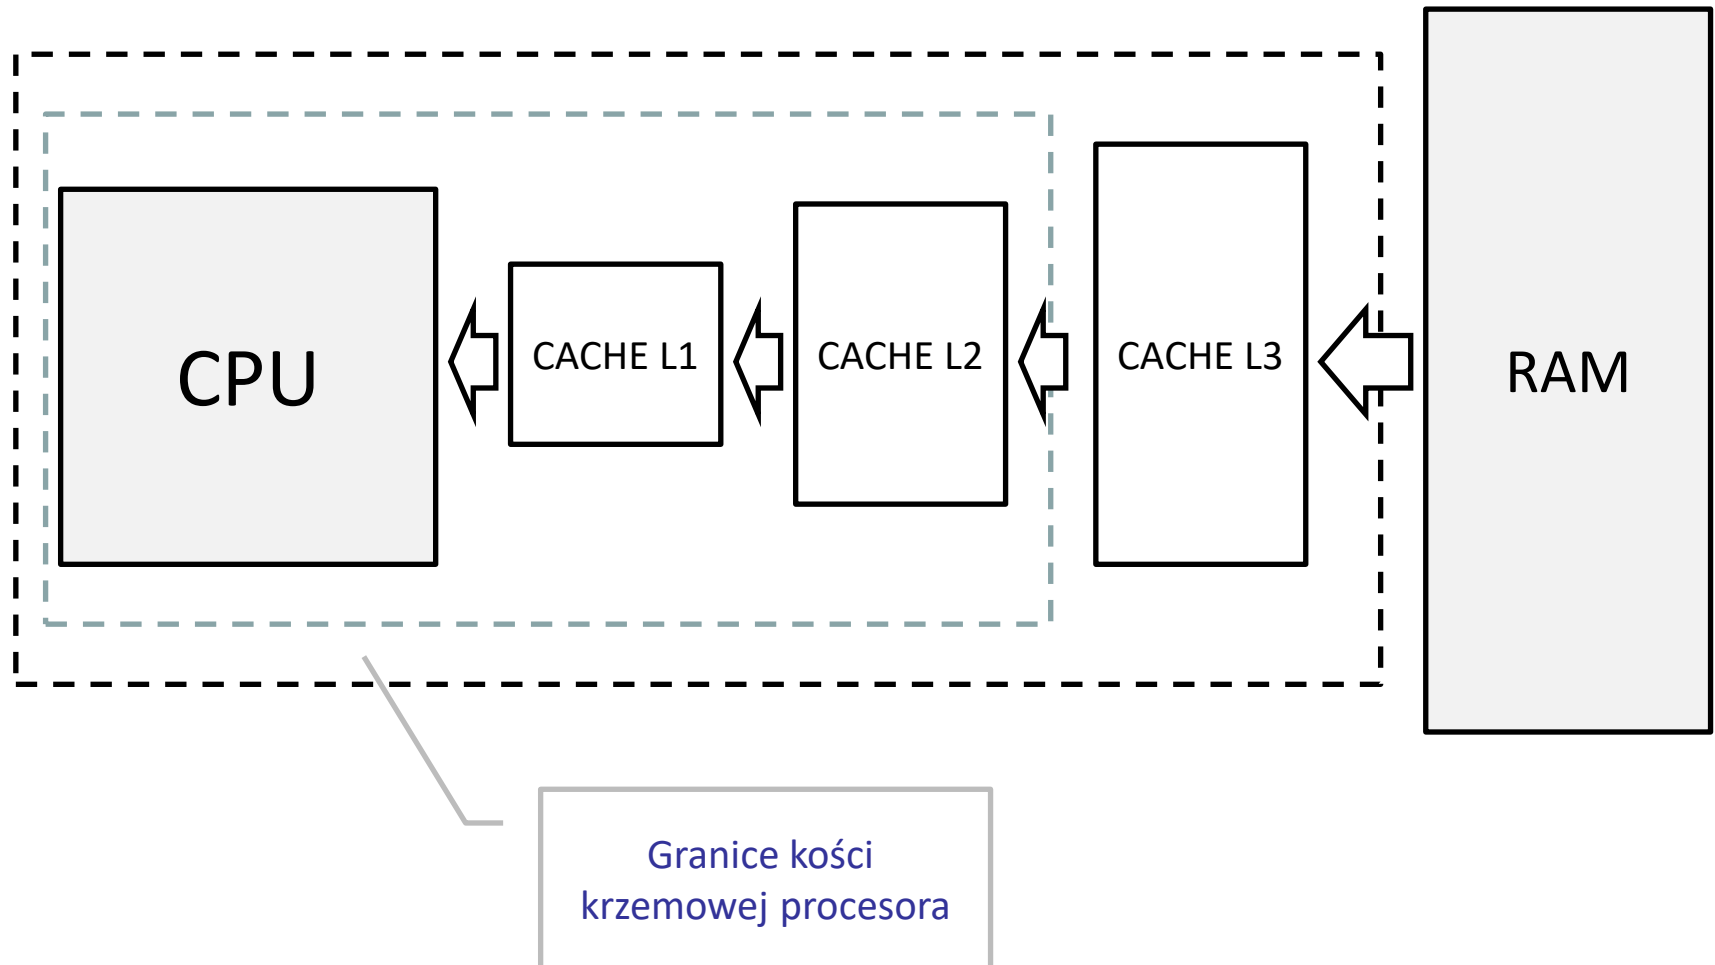 CPU
CACHE L1
CACHE L2
CACHE L3
RAM
Granice kości
krzemowej procesora